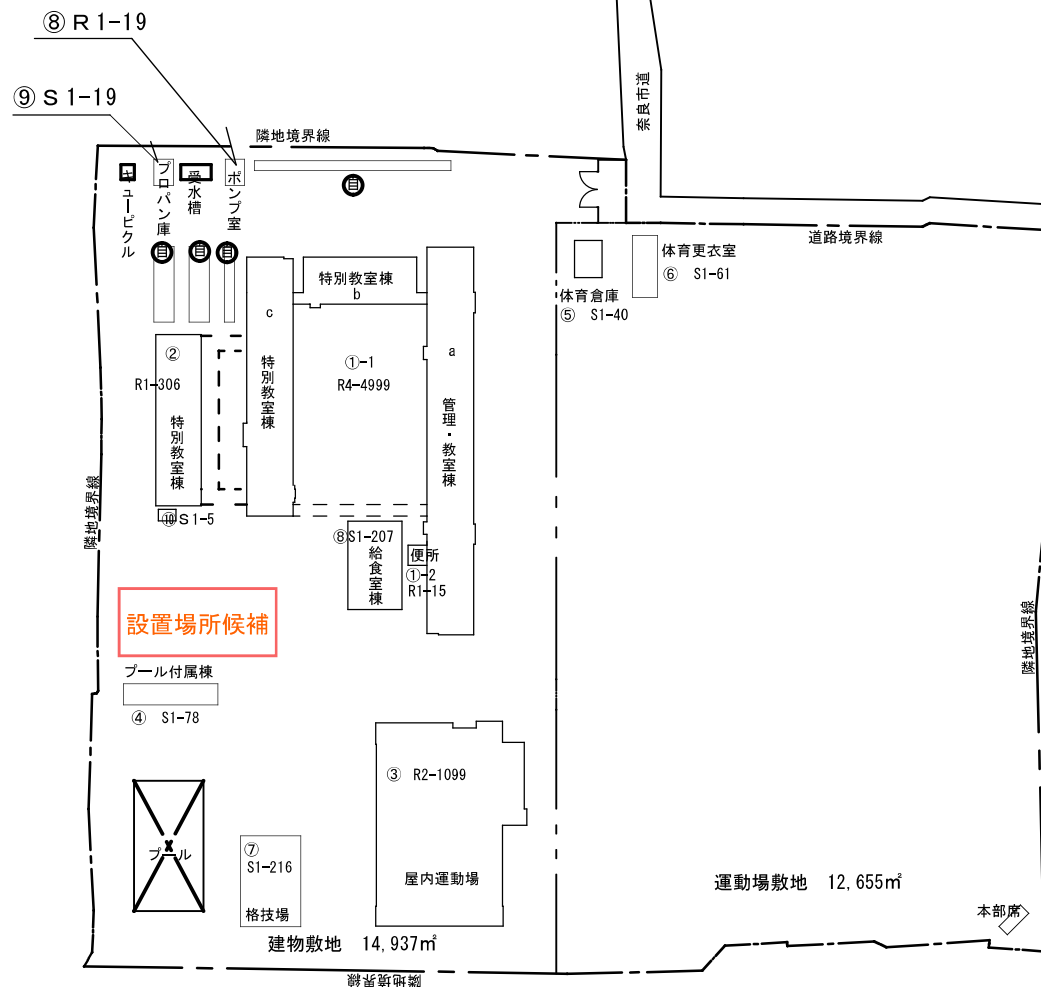 ⑧ R 1-19
⑨ S 1-19
隣地境界線
奈良市道
キュービクル
プロパン庫
受水槽
ポンプ室
自
自
自
自
道路境界線
体育更衣室
⑥ S1-61
体育倉庫
⑤ S1-40
特別教室棟
b
c
特別教室棟
①-1
R4-4999
a
管理・教室棟
②
R1-306
特別教室棟
⑩S1-5
隣地境界線
⑧S1-207
給食室棟
便所
①-2
R1-15
設置場所候補
プール付属棟
④ S1-78
隣地境界線
③ R2-1099
屋内運動場
プール
⑦
S1-216
格技場
運動場敷地 12,655㎡
本部席
建物敷地 14,937㎡
隣地境界線